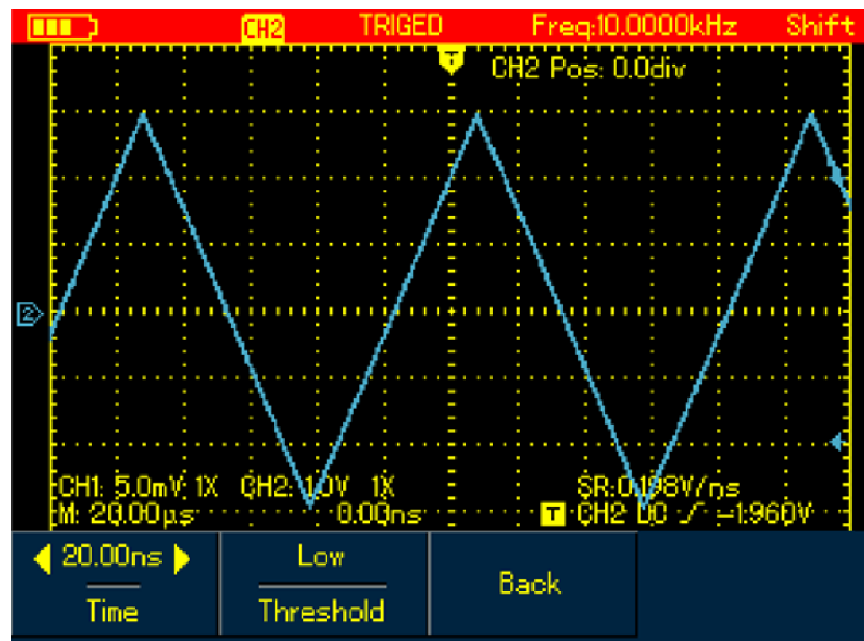 CH2 TRIGED Freq:10.0000kHz Shift
T
CH2 Pos: 0.0div
2
CH1: 5.0mV 1X CH2: 1.0V 1X SR:0.198V/ns
M: 20.00µs 0.00ns T CH2 DC -1.960V
20.00ns Low
Time Threshold Back